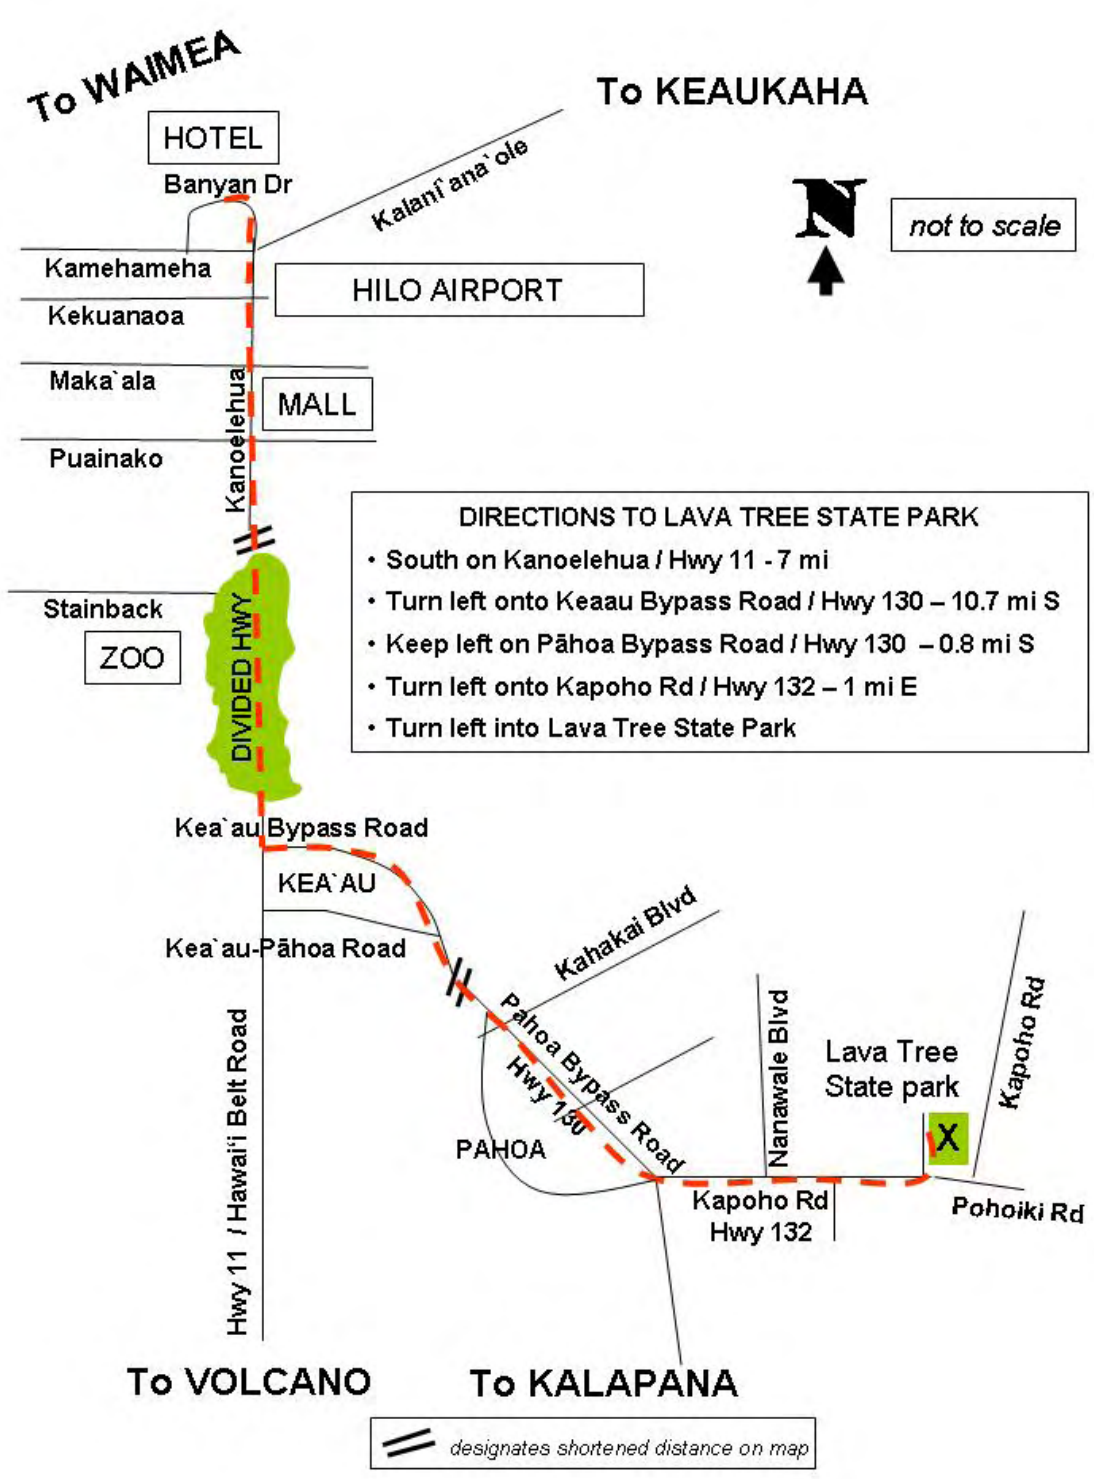 To WAIMEA
To KEAUKAHA
HOTEL
Banyan Dr
Kalani`ana`ole
N
not to scale
Kamehameha
HILO AIRPORT
Kekuanaoa
Maka`ala
MALL
Kanoelehua
Puainako
DIRECTIONS TO LAVA TREE STATE PARK
• South on Kanoelehua / Hwy 11 - 7 mi
• Turn left onto Keaau Bypass Road / Hwy 130 – 10.7 mi S
• Keep left on Pāhoa Bypass Road / Hwy 130 – 0.8 mi S
• Turn left onto Kapoho Rd / Hwy 132 – 1 mi E
• Turn left into Lava Tree State Park
Stainback
ZOO
DIVIDED HWY
Kea`au Bypass Road
KEA`AU
Kea`au-Pāhoa Road
Kahakai Blvd
Pahoa Bypass Road
Hwy 130
PAHOA
Nanawale Blvd
Lava Tree
State park
X
Kapoho Rd
Hwy 11 / Hawai‘i Belt Road
Kapoho Rd
Hwy 132
Pohoiki Rd
To VOLCANO
To KALAPANA
designates shortened distance on map